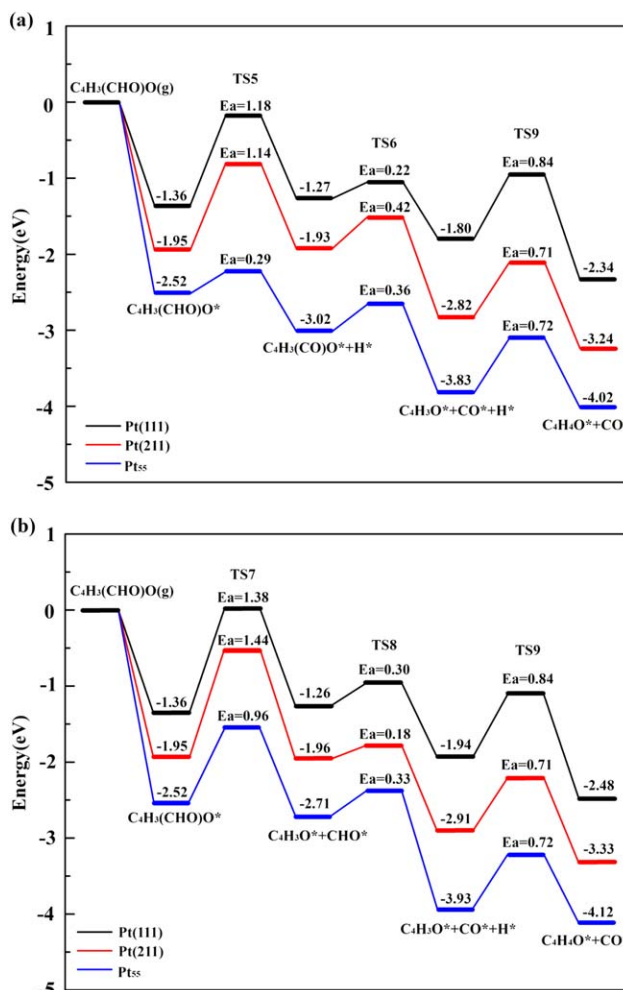 (a)
1
0
-1
-2
-3
-4
-5
Energy(eV)
C₄H₃(CHO)O(g)
TS5
Ea=1.18
Ea=1.14
Ea=0.29
TS6
Ea=0.22
Ea=0.42
Ea=0.36
TS9
Ea=0.84
Ea=0.71
Ea=0.72
-1.36
-1.95
-2.52
C₄H₃(CHO)O*
-1.27
-1.93
-3.02
C₄H₃(CO)O*+H*
-1.80
-2.82
-3.83
C₄H₃O*+CO*+H*
-2.34
-3.24
-4.02
C₄H₄O*+CO
Pt(111)
Pt(211)
Pt₅₅
(b)
1
0
-1
-2
-3
-4
-5
Energy(eV)
C₄H₃(CHO)O(g)
TS7
Ea=1.38
Ea=1.44
Ea=0.96
TS8
Ea=0.30
Ea=0.18
Ea=0.33
TS9
Ea=0.84
Ea=0.71
Ea=0.72
-1.36
-1.95
-2.52
C₄H₃(CHO)O*
-1.26
-1.96
-2.71
C₄H₃O*+CHO*
-1.94
-2.91
-3.93
C₄H₃O*+CO*+H*
-2.48
-3.33
-4.12
C₄H₄O*+CO
Pt(111)
Pt(211)
Pt₅₅